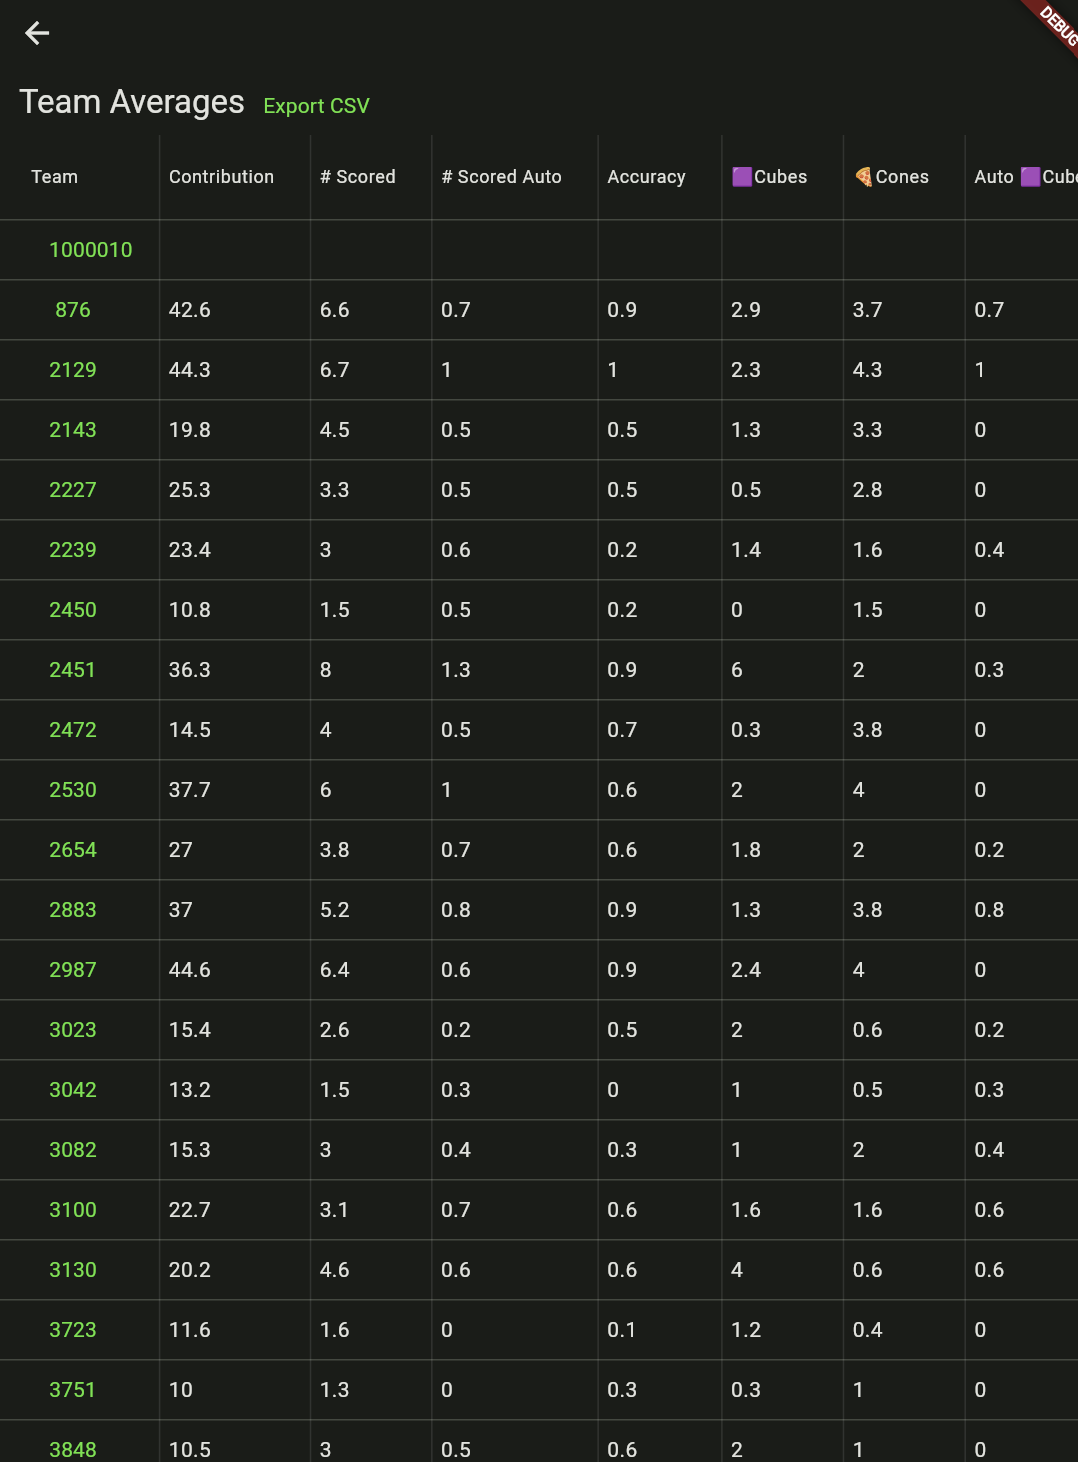 DEBUG
Team Averages Export CSV
Team Contribution # Scored # Scored Auto Accuracy 🟪Cubes 🍕Cones Auto 🟪Cube
1000010
876 42.6 6.6 0.7 0.9 2.9 3.7 0.7
2129 44.3 6.7 1 1 2.3 4.3 1
2143 19.8 4.5 0.5 0.5 1.3 3.3 0
2227 25.3 3.3 0.5 0.5 0.5 2.8 0
2239 23.4 3 0.6 0.2 1.4 1.6 0.4
2450 10.8 1.5 0.5 0.2 0 1.5 0
2451 36.3 8 1.3 0.9 6 2 0.3
2472 14.5 4 0.5 0.7 0.3 3.8 0
2530 37.7 6 1 0.6 2 4 0
2654 27 3.8 0.7 0.6 1.8 2 0.2
2883 37 5.2 0.8 0.9 1.3 3.8 0.8
2987 44.6 6.4 0.6 0.9 2.4 4 0
3023 15.4 2.6 0.2 0.5 2 0.6 0.2
3042 13.2 1.5 0.3 0 1 0.5 0.3
3082 15.3 3 0.4 0.3 1 2 0.4
3100 22.7 3.1 0.7 0.6 1.6 1.6 0.6
3130 20.2 4.6 0.6 0.6 4 0.6 0.6
3723 11.6 1.6 0 0.1 1.2 0.4 0
3751 10 1.3 0 0.3 0.3 1 0
3848 10.5 3 0.5 0.6 2 1 0